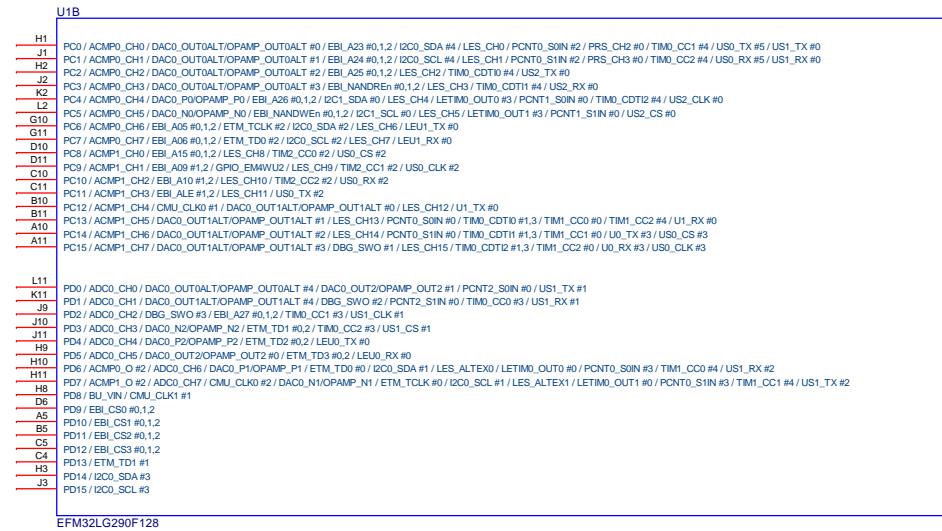 U1B
H1 PC0 / ACMP0_CH0 / DAC0_OUT0ALT/OPAMP_OUT0ALT #0 / EBI_A23 #0,1,2 / I2C0_SDA #4 / LES_CH0 / PCNT0_S0IN #2 / PRS_CH2 #0 / TIM0_CC1 #4 / US0_TX #5 / US1_TX #0
J1 PC1 / ACMP0_CH1 / DAC0_OUT0ALT/OPAMP_OUT0ALT #1 / EBI_A24 #0,1,2 / I2C0_SCL #4 / LES_CH1 / PCNT0_S1IN #2 / PRS_CH3 #0 / TIM0_CC2 #4 / US0_RX #5 / US1_RX #0
H2 PC2 / ACMP0_CH2 / DAC0_OUT0ALT/OPAMP_OUT0ALT #2 / EBI_A25 #0,1,2 / LES_CH2 / TIM0_CDTI0 #4 / US2_TX #0
J2 PC3 / ACMP0_CH3 / DAC0_OUT0ALT/OPAMP_OUT0ALT #3 / EBI_NANDREn #0,1,2 / LES_CH3 / TIM0_CDTI1 #4 / US2_RX #0
K2 PC4 / ACMP0_CH4 / DAC0_P0/OPAMP_P0 / EBI_A26 #0,1,2 / I2C1_SDA #0 / LES_CH4 / LETIM0_OUT0 #3 / PCNT1_S0IN #0 / TIM0_CDTI2 #4 / US2_CLK #0
L2 PC5 / ACMP0_CH5 / DAC0_N0/OPAMP_N0 / EBI_NANDWEn #0,1,2 / I2C1_SCL #0 / LES_CH5 / LETIM0_OUT1 #3 / PCNT1_S1IN #0 / US2_CS #0
G10 PC6 / ACMP0_CH6 / EBI_A05 #0,1,2 / ETM_TCLK #2 / I2C0_SDA #2 / LES_CH6 / LEU1_TX #0
G11 PC7 / ACMP0_CH7 / EBI_A06 #0,1,2 / ETM_TD0 #2 / I2C0_SCL #2 / LES_CH7 / LEU1_RX #0
D10 PC8 / ACMP1_CH0 / EBI_A15 #0,1,2 / LES_CH8 / TIM2_CC0 #2 / US0_CS #2
D11 PC9 / ACMP1_CH1 / EBI_A09 #1,2 / GPIO_EM4WU2 / LES_CH9 / TIM2_CC1 #2 / US0_CLK #2
C10 PC10 / ACMP1_CH2 / EBI_A10 #1,2 / LES_CH10 / TIM2_CC2 #2 / US0_RX #2
C11 PC11 / ACMP1_CH3 / EBI_ALE #1,2 / LES_CH11 / US0_TX #2
B10 PC12 / ACMP1_CH4 / CMU_CLK0 #1 / DAC0_OUT1ALT/OPAMP_OUT1ALT #0 / LES_CH12 / U1_TX #0
B11 PC13 / ACMP1_CH5 / DAC0_OUT1ALT/OPAMP_OUT1ALT #1 / LES_CH13 / PCNT0_S0IN #0 / TIM0_CDTI0 #1,3 / TIM1_CC0 #0 / TIM1_CC2 #4 / U1_RX #0
A10 PC14 / ACMP1_CH6 / DAC0_OUT1ALT/OPAMP_OUT1ALT #2 / LES_CH14 / PCNT0_S1IN #0 / TIM0_CDTI1 #1,3 / TIM1_CC1 #0 / U0_TX #3 / US0_CS #3
A11 PC15 / ACMP1_CH7 / DAC0_OUT1ALT/OPAMP_OUT1ALT #3 / DBG_SWO #1 / LES_CH15 / TIM0_CDTI2 #1,3 / TIM1_CC2 #0 / U0_RX #3 / US0_CLK #3
L11 PD0 / ADC0_CH0 / DAC0_OUT0ALT/OPAMP_OUT0ALT #4 / DAC0_OUT2/OPAMP_OUT2 #1 / PCNT2_S0IN #0 / US1_TX #1
K11 PD1 / ADC0_CH1 / DAC0_OUT1ALT/OPAMP_OUT1ALT #4 / DBG_SWO #2 / PCNT2_S1IN #0 / TIM0_CC0 #3 / US1_RX #1
J9 PD2 / ADC0_CH2 / DBG_SWO #3 / EBI_A27 #0,1,2 / TIM0_CC1 #3 / US1_CLK #1
J10 PD3 / ADC0_CH3 / DAC0_N2/OPAMP_N2 / ETM_TD1 #0,2 / TIM0_CC2 #3 / US1_CS #1
J11 PD4 / ADC0_CH4 / DAC0_P2/OPAMP_P2 / ETM_TD2 #0,2 / LEU0_TX #0
H9 PD5 / ADC0_CH5 / DAC0_OUT2/OPAMP_OUT2 #0 / ETM_TD3 #0,2 / LEU0_RX #0
H10 PD6 / ACMP0_O #2 / ADC0_CH6 / DAC0_P1/OPAMP_P1 / ETM_TD0 #0 / I2C0_SDA #1 / LES_ALTEX0 / LETIM0_OUT0 #0 / PCNT0_S0IN #3 / TIM1_CC0 #4 / US1_RX #2
H11 PD7 / ACMP1_O #2 / ADC0_CH7 / CMU_CLK0 #2 / DAC0_N1/OPAMP_N1 / ETM_TCLK #0 / I2C0_SCL #1 / LES_ALTEX1 / LETIM0_OUT1 #0 / PCNT0_S1IN #3 / TIM1_CC1 #4 / US1_TX #2
H8 PD8 / BU_VIN / CMU_CLK1 #1
D6 PD9 / EBI_CS0 #0,1,2
A5 PD10 / EBI_CS1 #0,1,2
B5 PD11 / EBI_CS2 #0,1,2
C5 PD12 / EBI_CS3 #0,1,2
C4 PD13 / ETM_TD1 #1
H3 PD14 / I2C0_SDA #3
J3 PD15 / I2C0_SCL #3
EFM32LG290F128